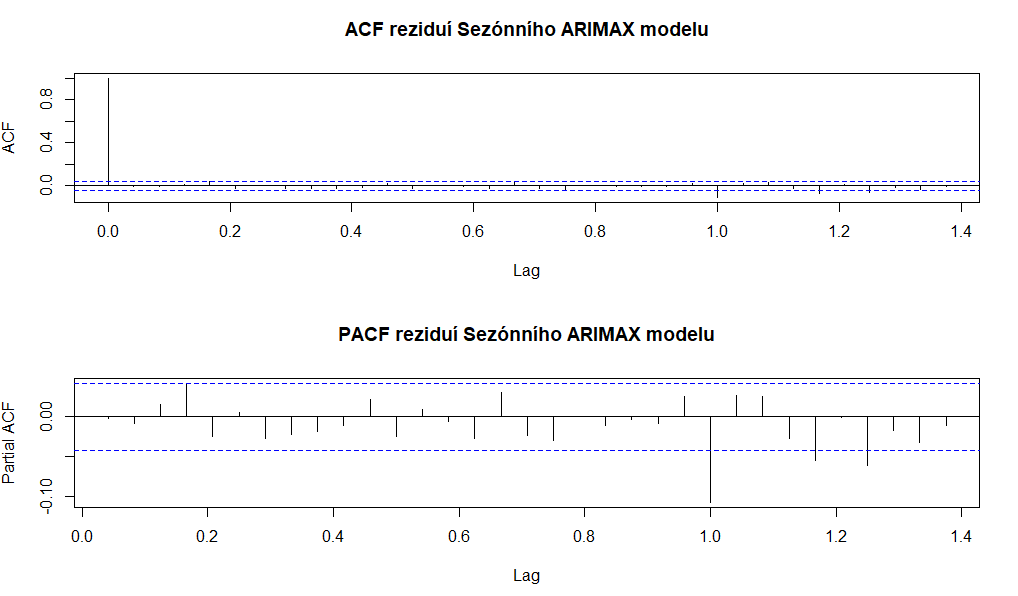 ACF reziduí Sezónního ARIMAX modelu
ACF
0.8
0.4
0.0
0.0 0.2 0.4 0.6 0.8 1.0 1.2 1.4
Lag
PACF reziduí Sezónního ARIMAX modelu
Partial ACF
0.00
-0.10
0.0 0.2 0.4 0.6 0.8 1.0 1.2 1.4
Lag